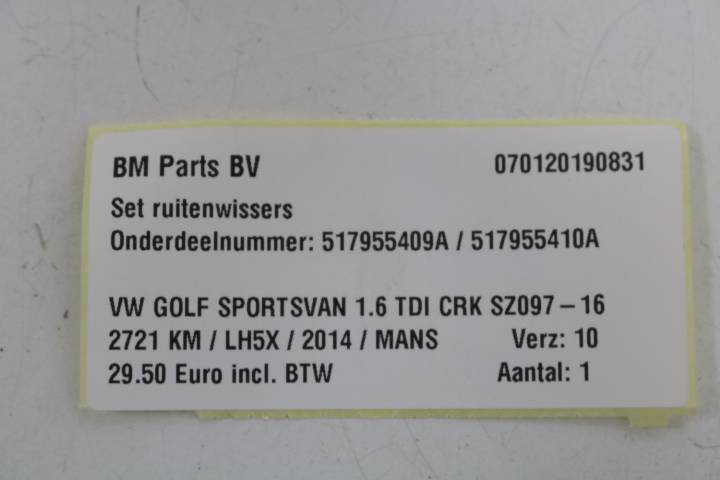 BM Parts BV 070120190831
Set ruitenwissers
Onderdeelnummer: 517955409A / 517955410A
VW GOLF SPORTSVAN 1.6 TDI CRK SZ097 – 16
2721 KM / LH5X / 2014 / MANS Verz: 10
29.50 Euro incl. BTW Aantal: 1